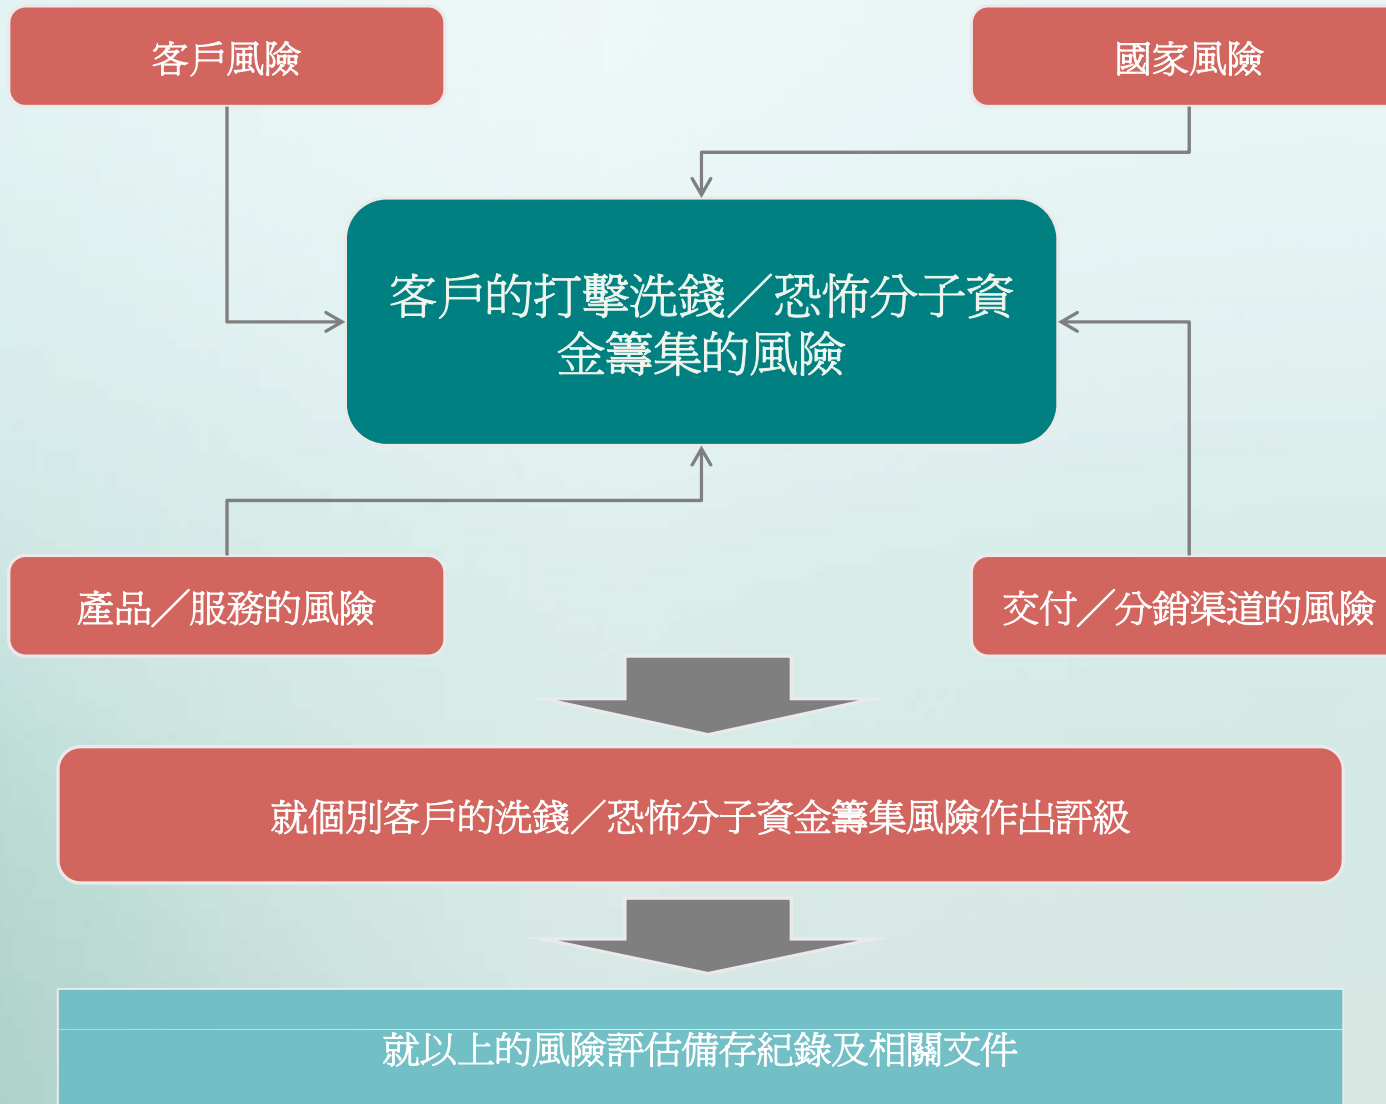 客戶風險
國家風險
客戶的打擊洗錢／恐怖分子資
金籌集的風險
產品／服務的風險
交付／分銷渠道的風險
就個別客戶的洗錢／恐怖分子資金籌集風險作出評級
就以上的風險評估備存紀錄及相關文件